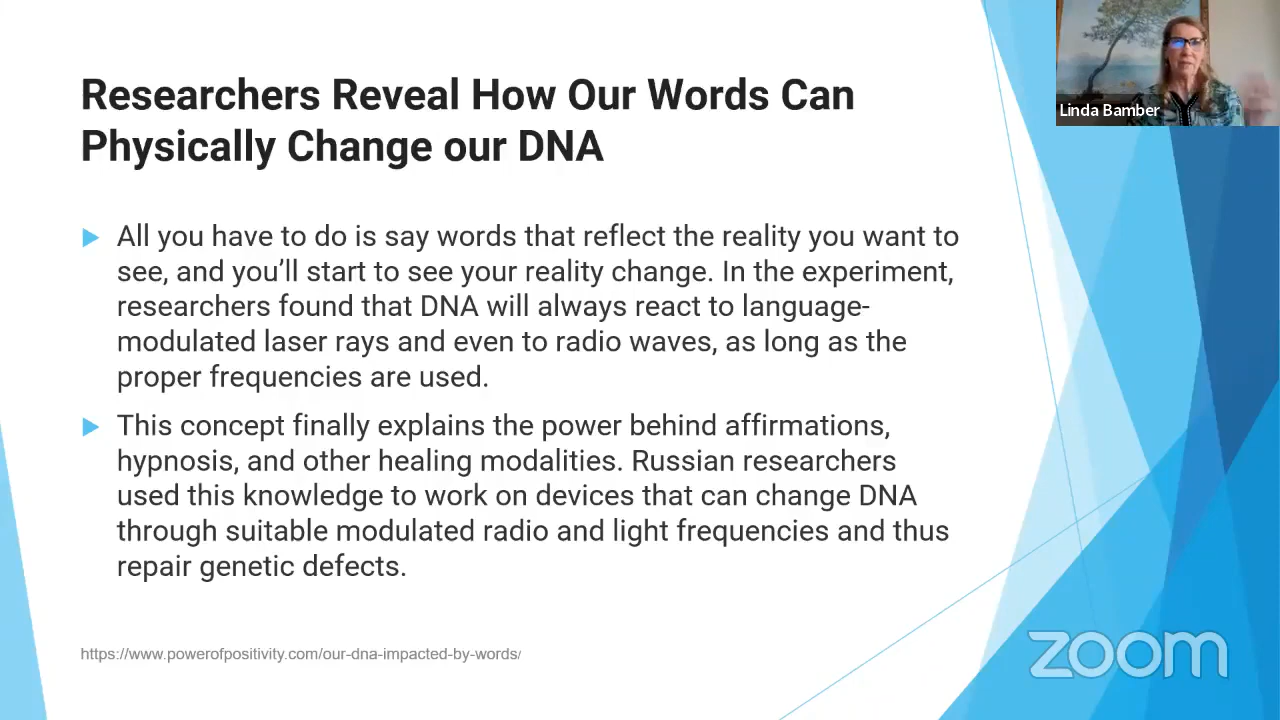 Researchers Reveal How Our Words Can
Physically Change our DNA
All you have to do is say words that reflect the reality you want to
see, and you’ll start to see your reality change. In the experiment,
researchers found that DNA will always react to language-
modulated laser rays and even to radio waves, as long as the
proper frequencies are used.
This concept finally explains the power behind affirmations,
hypnosis, and other healing modalities. Russian researchers
used this knowledge to work on devices that can change DNA
through suitable modulated radio and light frequencies and thus
repair genetic defects.
https://www.powerofpositivity.com/our-dna-impacted-by-words/
Linda Bamber
zoom